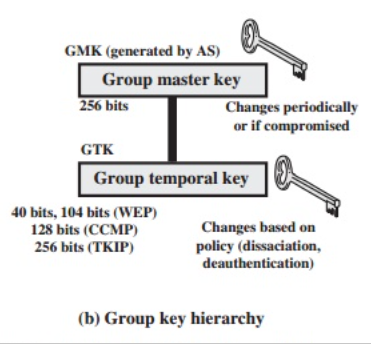 GMK (generated by AS)
Group master key
256 bits
Changes periodically
or if compromised
GTK
Group temporal key
40 bits, 104 bits (WEP)
128 bits (CCMP)
256 bits (TKIP)
Changes based on
policy (dissaciation,
deauthentication)
(b) Group key hierarchy